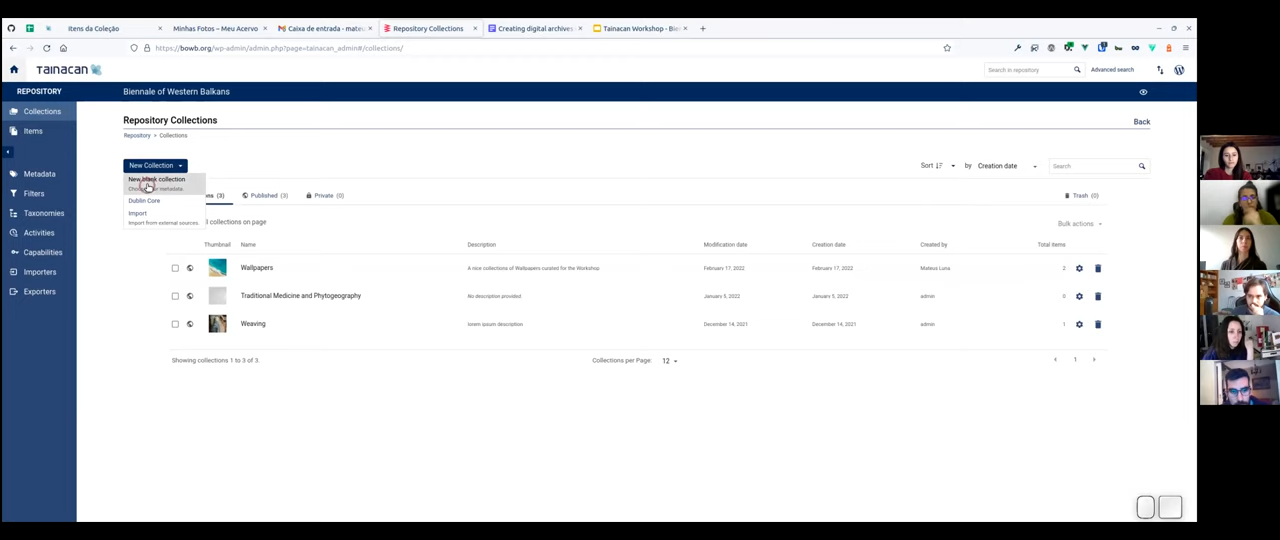 Itens da Coleção
Minhas Fotos – Meu Acervo
Caixa de entrada - mateu
Repository Collections
Creating digital archives
Tainacan Workshop - Bien
https://bowb.org/wp-admin/admin.php?page=tainacan_admin#/collections/
TAINACAN
Search in repository
Advanced search
REPOSITORY
Biennale of Western Balkans
Collections
Items
Metadata
Filters
Taxonomies
Activities
Capabilities
Importers
Exporters
Repository Collections
Back
Repository > Collections
New Collection
Sort
by
Creation date
Search
New blank collection
Dublin Core
Import
Import from external sources.
(3)
Published (3)
Private (0)
Trash (0)
collections on page
Bulk actions
Thumbnail Name Description Modification date Creation date Created by Total items
Wallpapers A nice collections of Wallpapers curated for the Workshop February 17, 2022 February 17, 2022 Mateus Luna 2
Traditional Medicine and Phytogeography No description provided January 5, 2022 January 5, 2022 admin 0
Weaving lorem ipsum description December 14, 2021 December 14, 2021 admin 1
Showing collections 1 to 3 of 3.
Collections per Page: 12
1